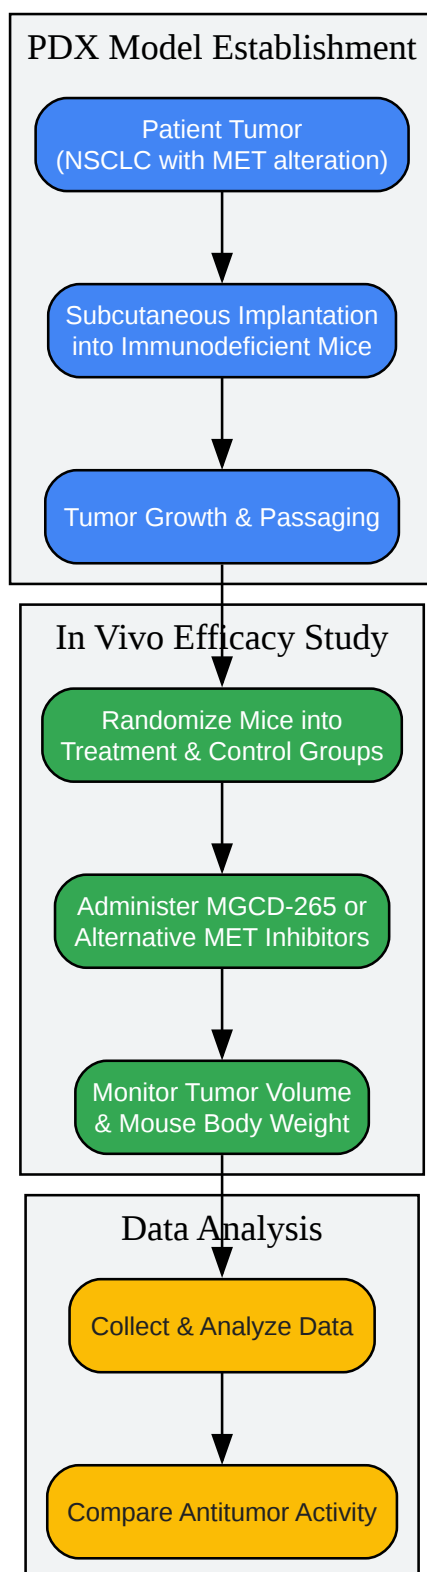 PDX Model Establishment
Patient Tumor
(NSCLC with MET alteration)
Subcutaneous Implantation
into Immunodeficient Mice
Tumor Growth & Passaging
In Vivo Efficacy Study
Randomize Mice into
Treatment & Control Groups
Administer MGCD-265 or
Alternative MET Inhibitors
Monitor Tumor Volume
& Mouse Body Weight
Data Analysis
Collect & Analyze Data
Compare Antitumor Activity